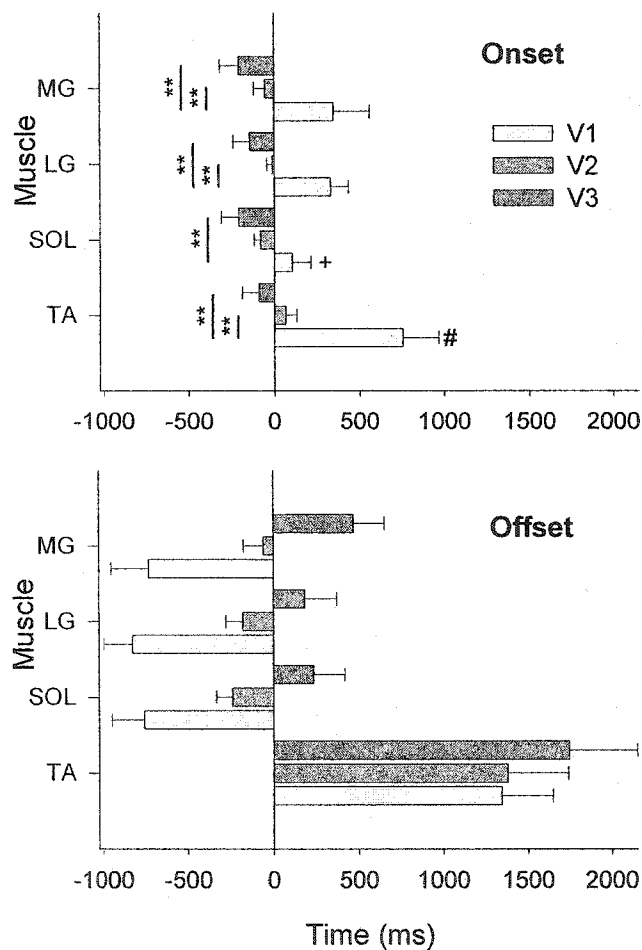 Onset
MG
LG
SOL
TA
Muscle
**
**
**
**
**
**
**
+
#
V1
V2
V3
-1000 -500 0 500 1000 1500 2000
Offset
MG
LG
SOL
TA
Muscle
-1000 -500 0 500 1000 1500 2000
Time (ms)